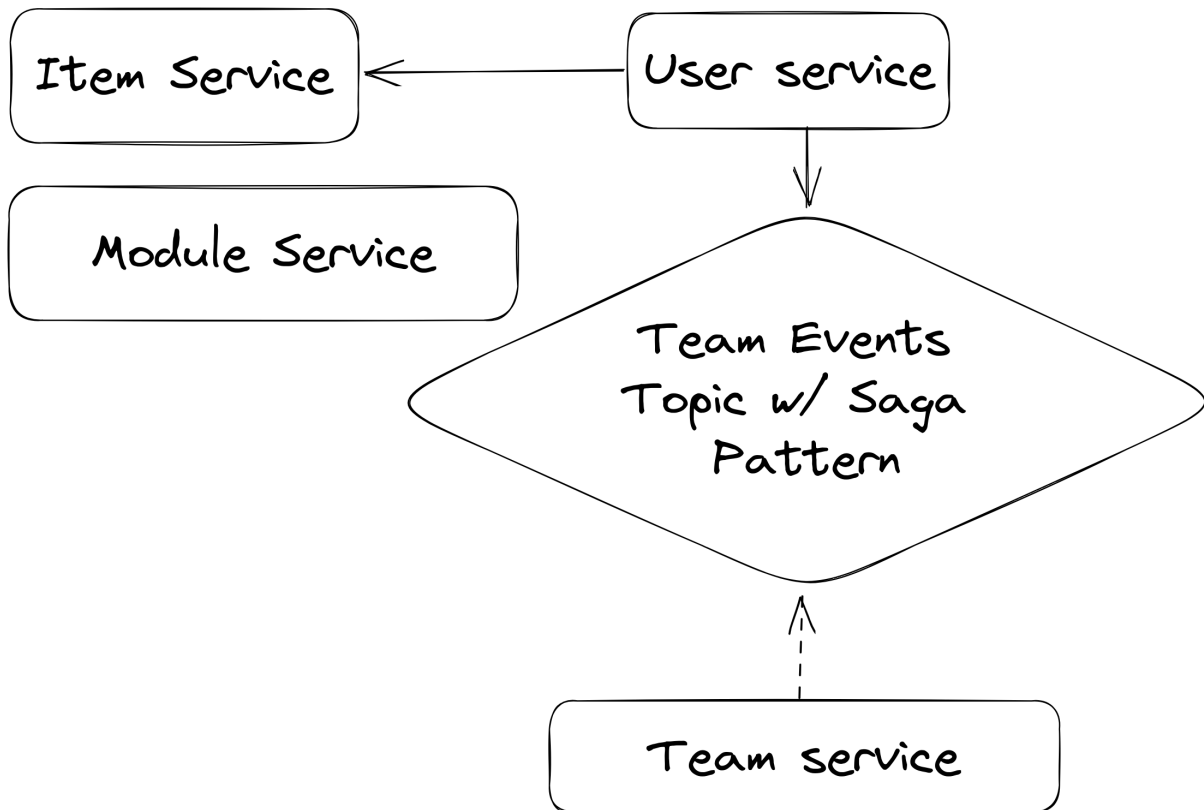 Item Service
User service
Module Service
Team Events
Topic w/ Saga
Pattern
Team service